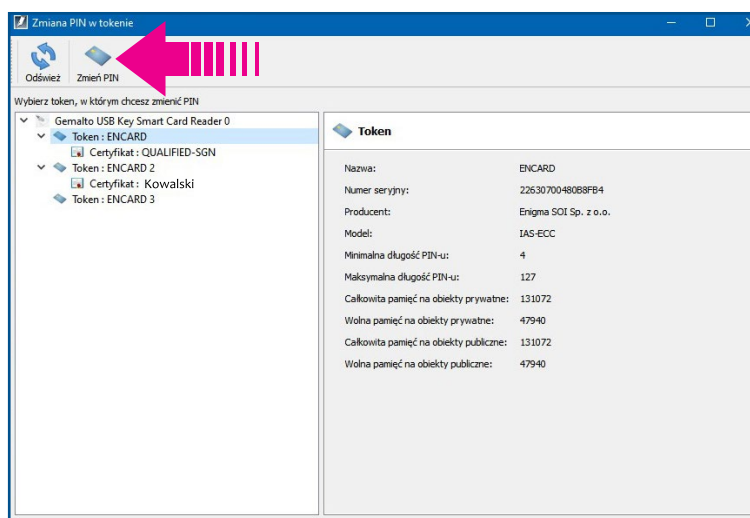 Zmiana PIN w tokenie
Odśwież Zmień PIN
Wybierz token, w którym chcesz zmienić PIN
Gemalto USB Key Smart Card Reader 0
Token : ENCARD
Certyfikat : QUALIFIED-SGN
Token : ENCARD 2
Certyfikat : Kowalski
Token : ENCARD 3
Token
Nazwa: ENCARD
Numer seryjny: 22630700480B8FB4
Producent: Enigma SOI Sp. z o.o.
Model: IAS-ECC
Minimalna długość PIN-u: 4
Maksymalna długość PIN-u: 127
Całkowita pamięć na obiekty prywatne: 131072
Wolna pamięć na obiekty prywatne: 47940
Całkowita pamięć na obiekty publiczne: 131072
Wolna pamięć na obiekty publiczne: 47940